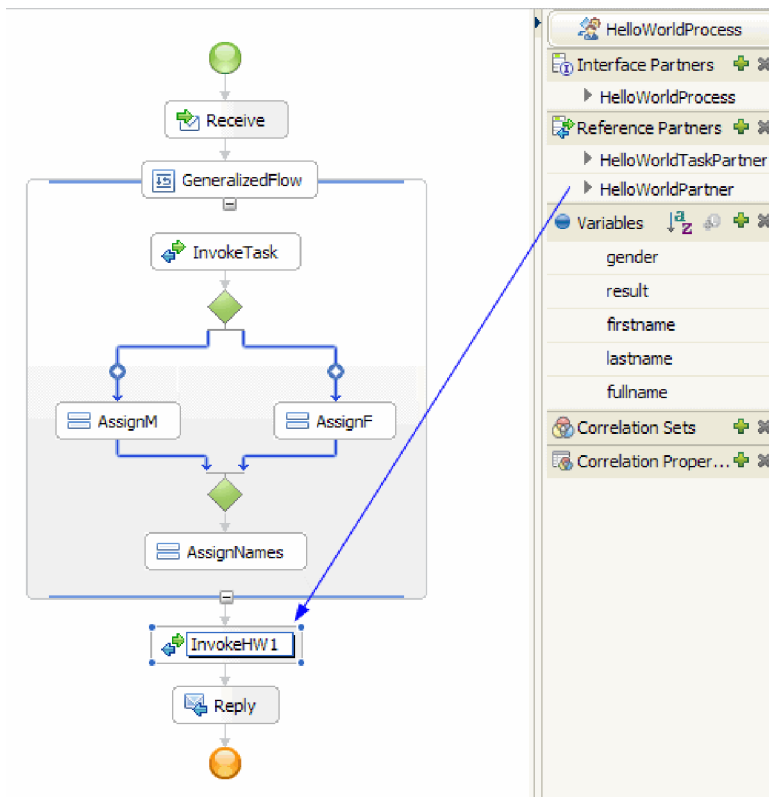 Receive
GeneralizedFlow
InvokeTask
AssignM
AssignF
AssignNames
InvokeHW1
Reply
HelloWorldProcess
Interface Partners
HelloWorldProcess
Reference Partners
HelloWorldTaskPartner
HelloWorldPartner
Variables
gender
result
firstname
lastname
fullname
Correlation Sets
Correlation Proper...